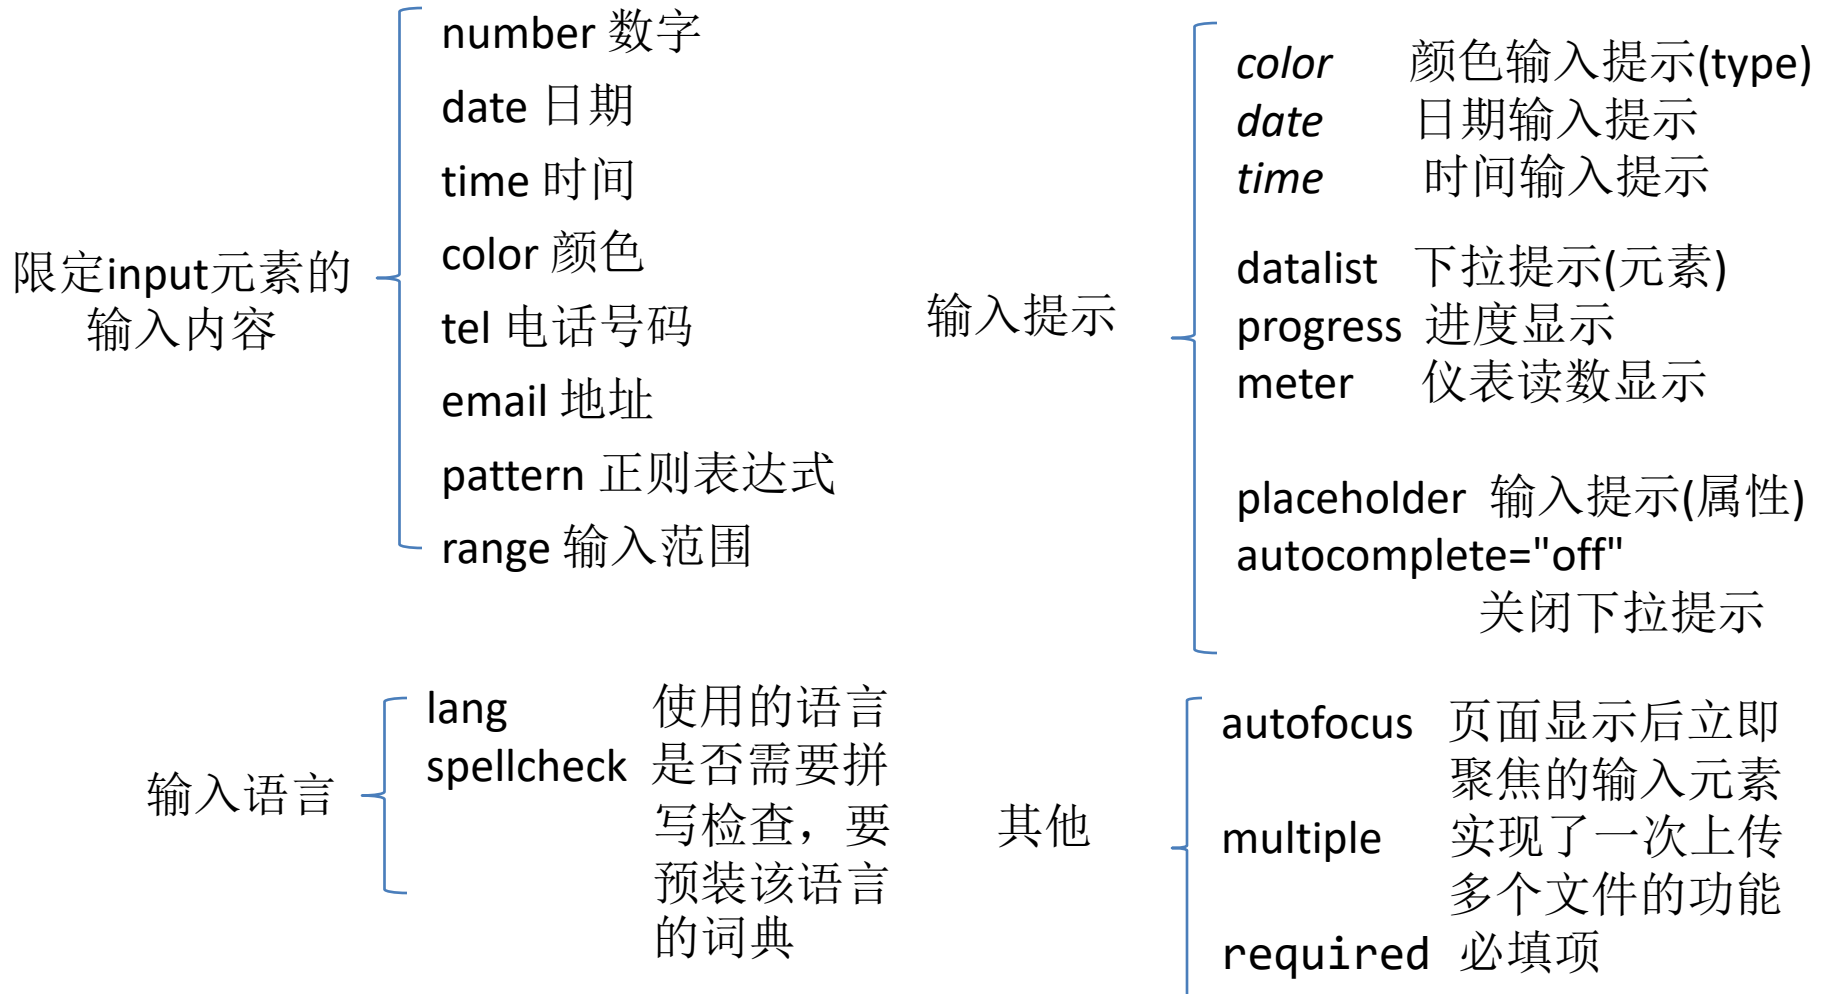 限定input元素的
输入内容
number 数字
date 日期
time 时间
color 颜色
tel 电话号码
email 地址
pattern 正则表达式
range 输入范围
输入提示
color 颜色输入提示(type)
date 日期输入提示
time 时间输入提示
datalist 下拉提示(元素)
progress 进度显示
meter 仪表读数显示
placeholder 输入提示(属性)
autocomplete="off"
关闭下拉提示
输入语言
lang 使用的语言
spellcheck 是否需要拼
写检查，要
预装该语言
的词典
其他
autofocus 页面显示后立即
聚焦的输入元素
multiple 实现了一次上传
多个文件的功能
required 必填项